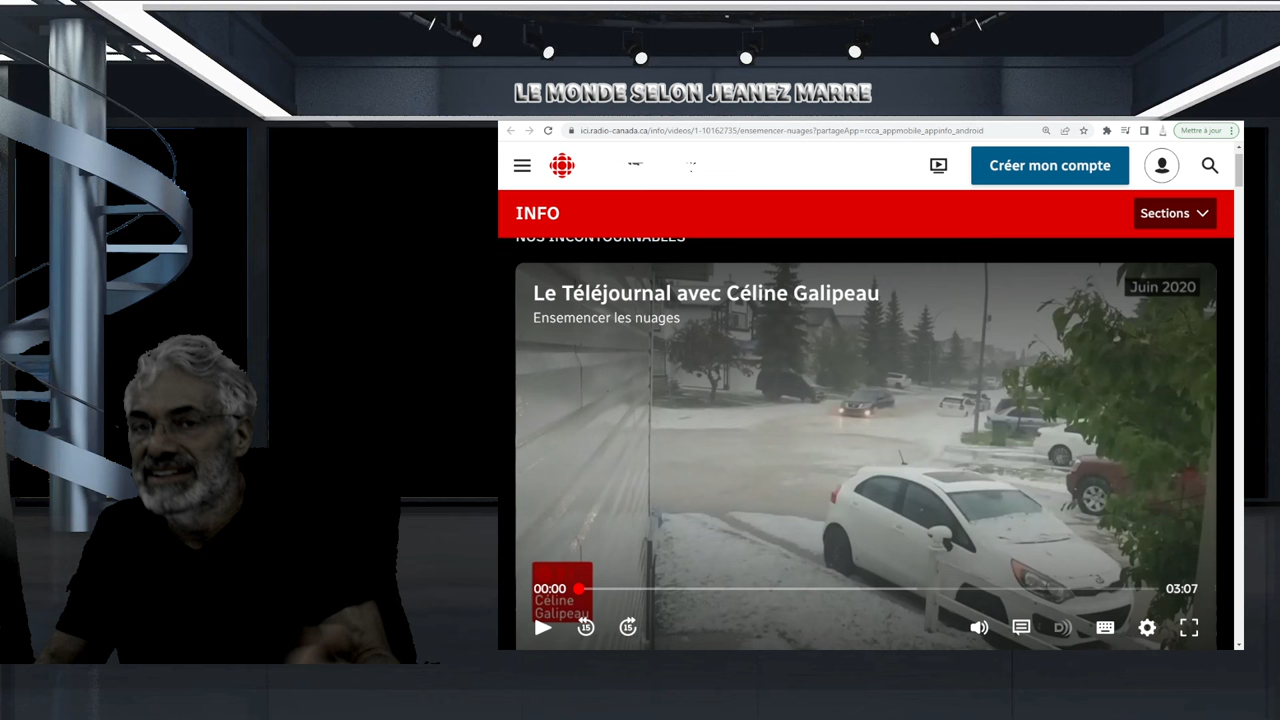 LE MONDE SELON JEANEZ MARRE
ici.radio-canada.ca/info/videos/1-10162735/ensemencer-nuages?partageApp=rcca_appmobile_appinfo_android
Mettre à jour
Créer mon compte
INFO
Sections
NOS INCONTOURNABLES
Le Téléjournal avec Céline Galipeau
Juin 2020
Ensemencer les nuages
00:00
03:07
Céline
Galipeau
15
15